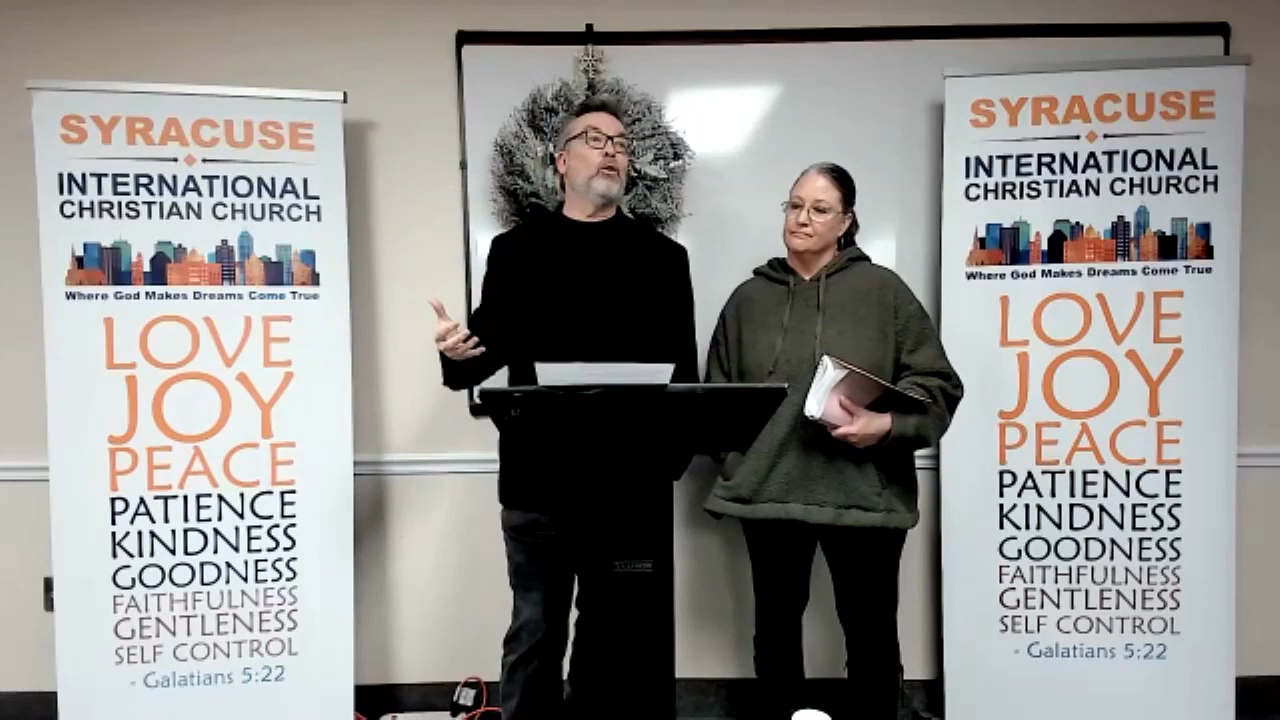 SYRACUSE
INTERNATIONAL
CHRISTIAN CHURCH
Where God Makes Dreams Come True
LOVE
JOY
PEACE
PATIENCE
KINDNESS
GOODNESS
FAITHFULNESS
GENTLENESS
SELF CONTROL
- Galatians 5:22
SYRACUSE
INTERNATIONAL
CHRISTIAN CHURCH
Where God Makes Dreams Come True
LOVE
JOY
PEACE
PATIENCE
KINDNESS
GOODNESS
FAITHFULNESS
GENTLENESS
SELF CONTROL
- Galatians 5:22